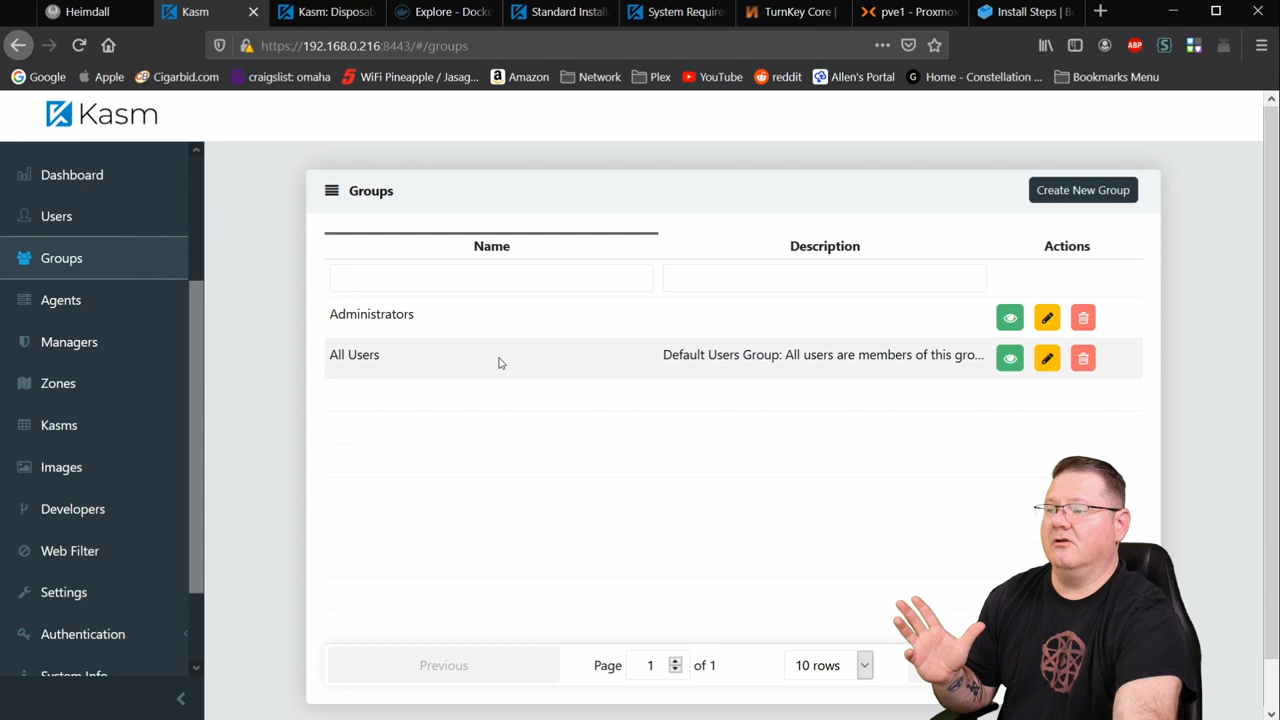 Heimdall
Kasm
Kasm: Disposab
Explore - Docke
Standard Instal
System Require
TurnKey Core |
pve1 - Proxmo
Install Steps | B
https://192.168.0.216:8443/#/groups
ABP
S
Google
Apple
Cigarbid.com
craigslist: omaha
WiFi Pineapple / Jasag...
Amazon
Network
Plex
YouTube
reddit
Allen's Portal
Home - Constellation ...
Bookmarks Menu
Kasm
Dashboard
Users
Groups
Agents
Managers
Zones
Kasms
Images
Developers
Web Filter
Settings
Authentication
System Info
Groups
Create New Group
Name
Description
Actions
Administrators
All Users
Default Users Group: All users are members of this gro...
Previous
Page
1
of 1
10 rows